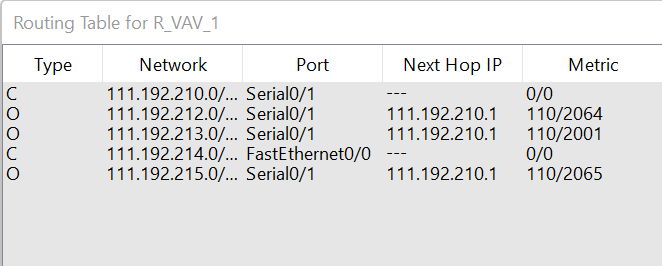 Routing Table for R_VAV_1
Type Network Port Next Hop IP Metric
C 111.192.210.0/... Serial0/1 --- 0/0
O 111.192.212.0/... Serial0/1 111.192.210.1 110/2064
O 111.192.213.0/... Serial0/1 111.192.210.1 110/2001
C 111.192.214.0/... FastEthernet0/0 --- 0/0
O 111.192.215.0/... Serial0/1 111.192.210.1 110/2065